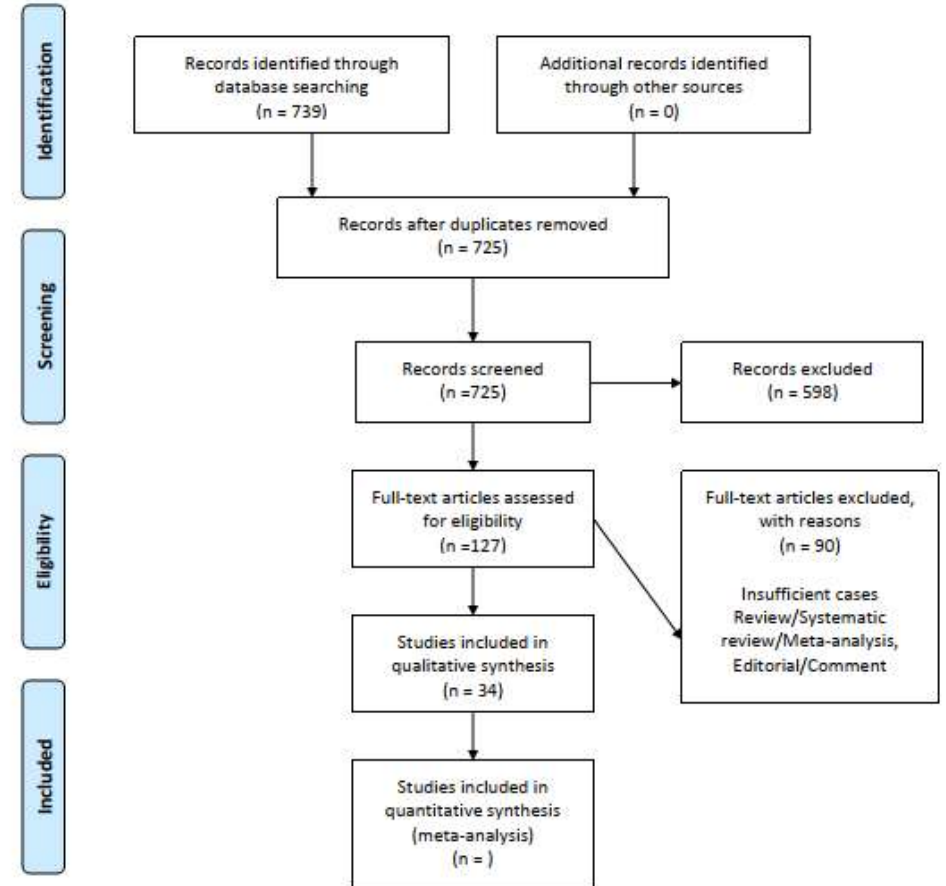 Identification
Records identified through
database searching
(n = 739)
Additional records identified
through other sources
(n = 0)
Records after duplicates removed
(n = 725)
Screening
Records screened
(n =725)
Records excluded
(n = 598)
Eligibility
Full-text articles assessed
for eligibility
(n =127)
Full-text articles excluded,
with reasons
(n = 90)
Insufficient cases
Review/Systematic
review/Meta-analysis,
Editorial/Comment
Studies included in
qualitative synthesis
(n = 34)
Included
Studies included in
quantitative synthesis
(meta-analysis)
(n = )